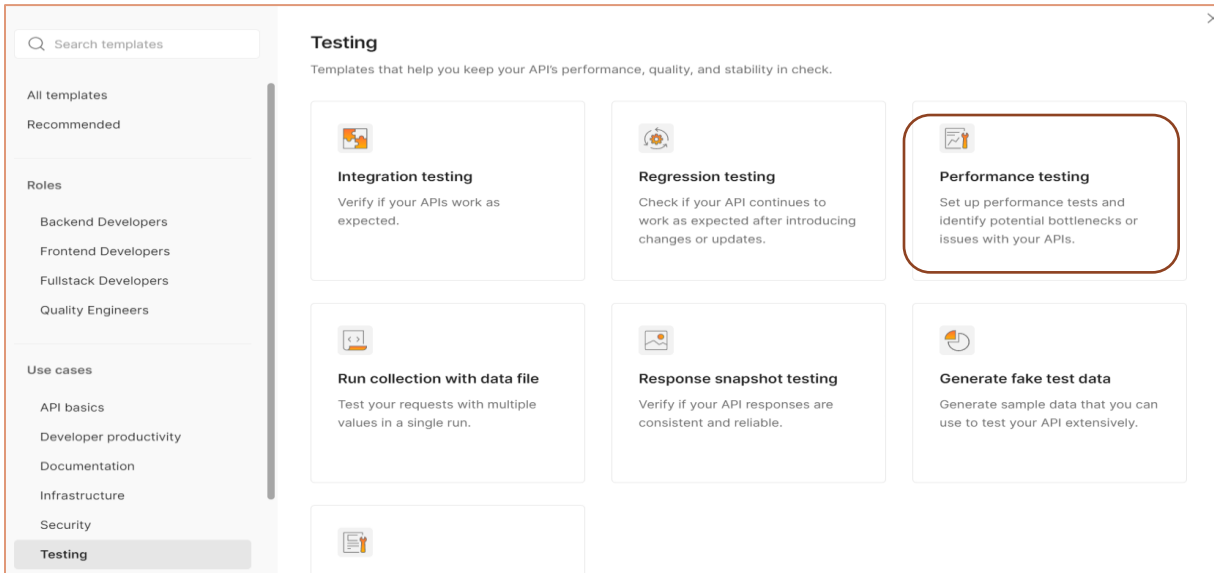 Search templates
All templates
Recommended
Roles
Backend Developers
Frontend Developers
Fullstack Developers
Quality Engineers
Use cases
API basics
Developer productivity
Documentation
Infrastructure
Security
Testing
Testing
Templates that help you keep your API's performance, quality, and stability in check.
Integration testing
Verify if your APIs work as
expected.
Regression testing
Check if your API continues to
work as expected after introducing
changes or updates.
Performance testing
Set up performance tests and
identify potential bottlenecks or
issues with your APIs.
Run collection with data file
Test your requests with multiple
values in a single run.
Response snapshot testing
Verify if your API responses are
consistent and reliable.
Generate fake test data
Generate sample data that you can
use to test your API extensively.